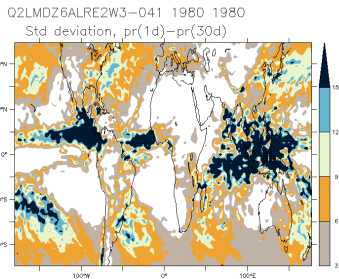 Q2LMDZ6ALRE2W3-041 1980 1980
Std deviation, pr(1d)-pr(30d)
°N
°N
0°
°S
°S
100°W
0°
100°E
15
12
9
6
3